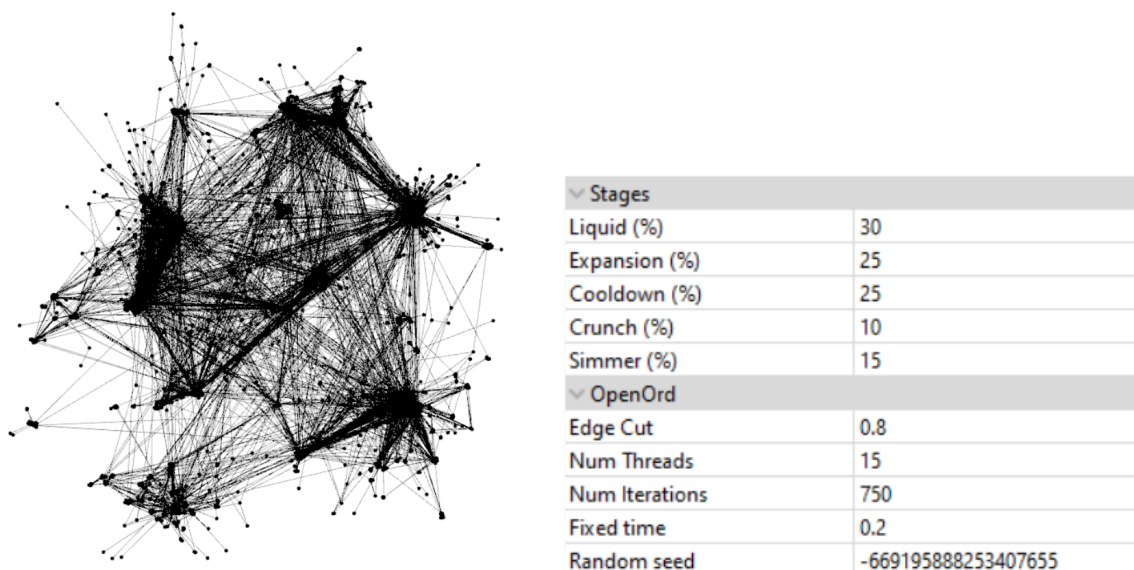 Stages
Liquid (%) 30
Expansion (%) 25
Cooldown (%) 25
Crunch (%) 10
Simmer (%) 15
OpenOrd
Edge Cut 0.8
Num Threads 15
Num Iterations 750
Fixed time 0.2
Random seed -669195888253407655